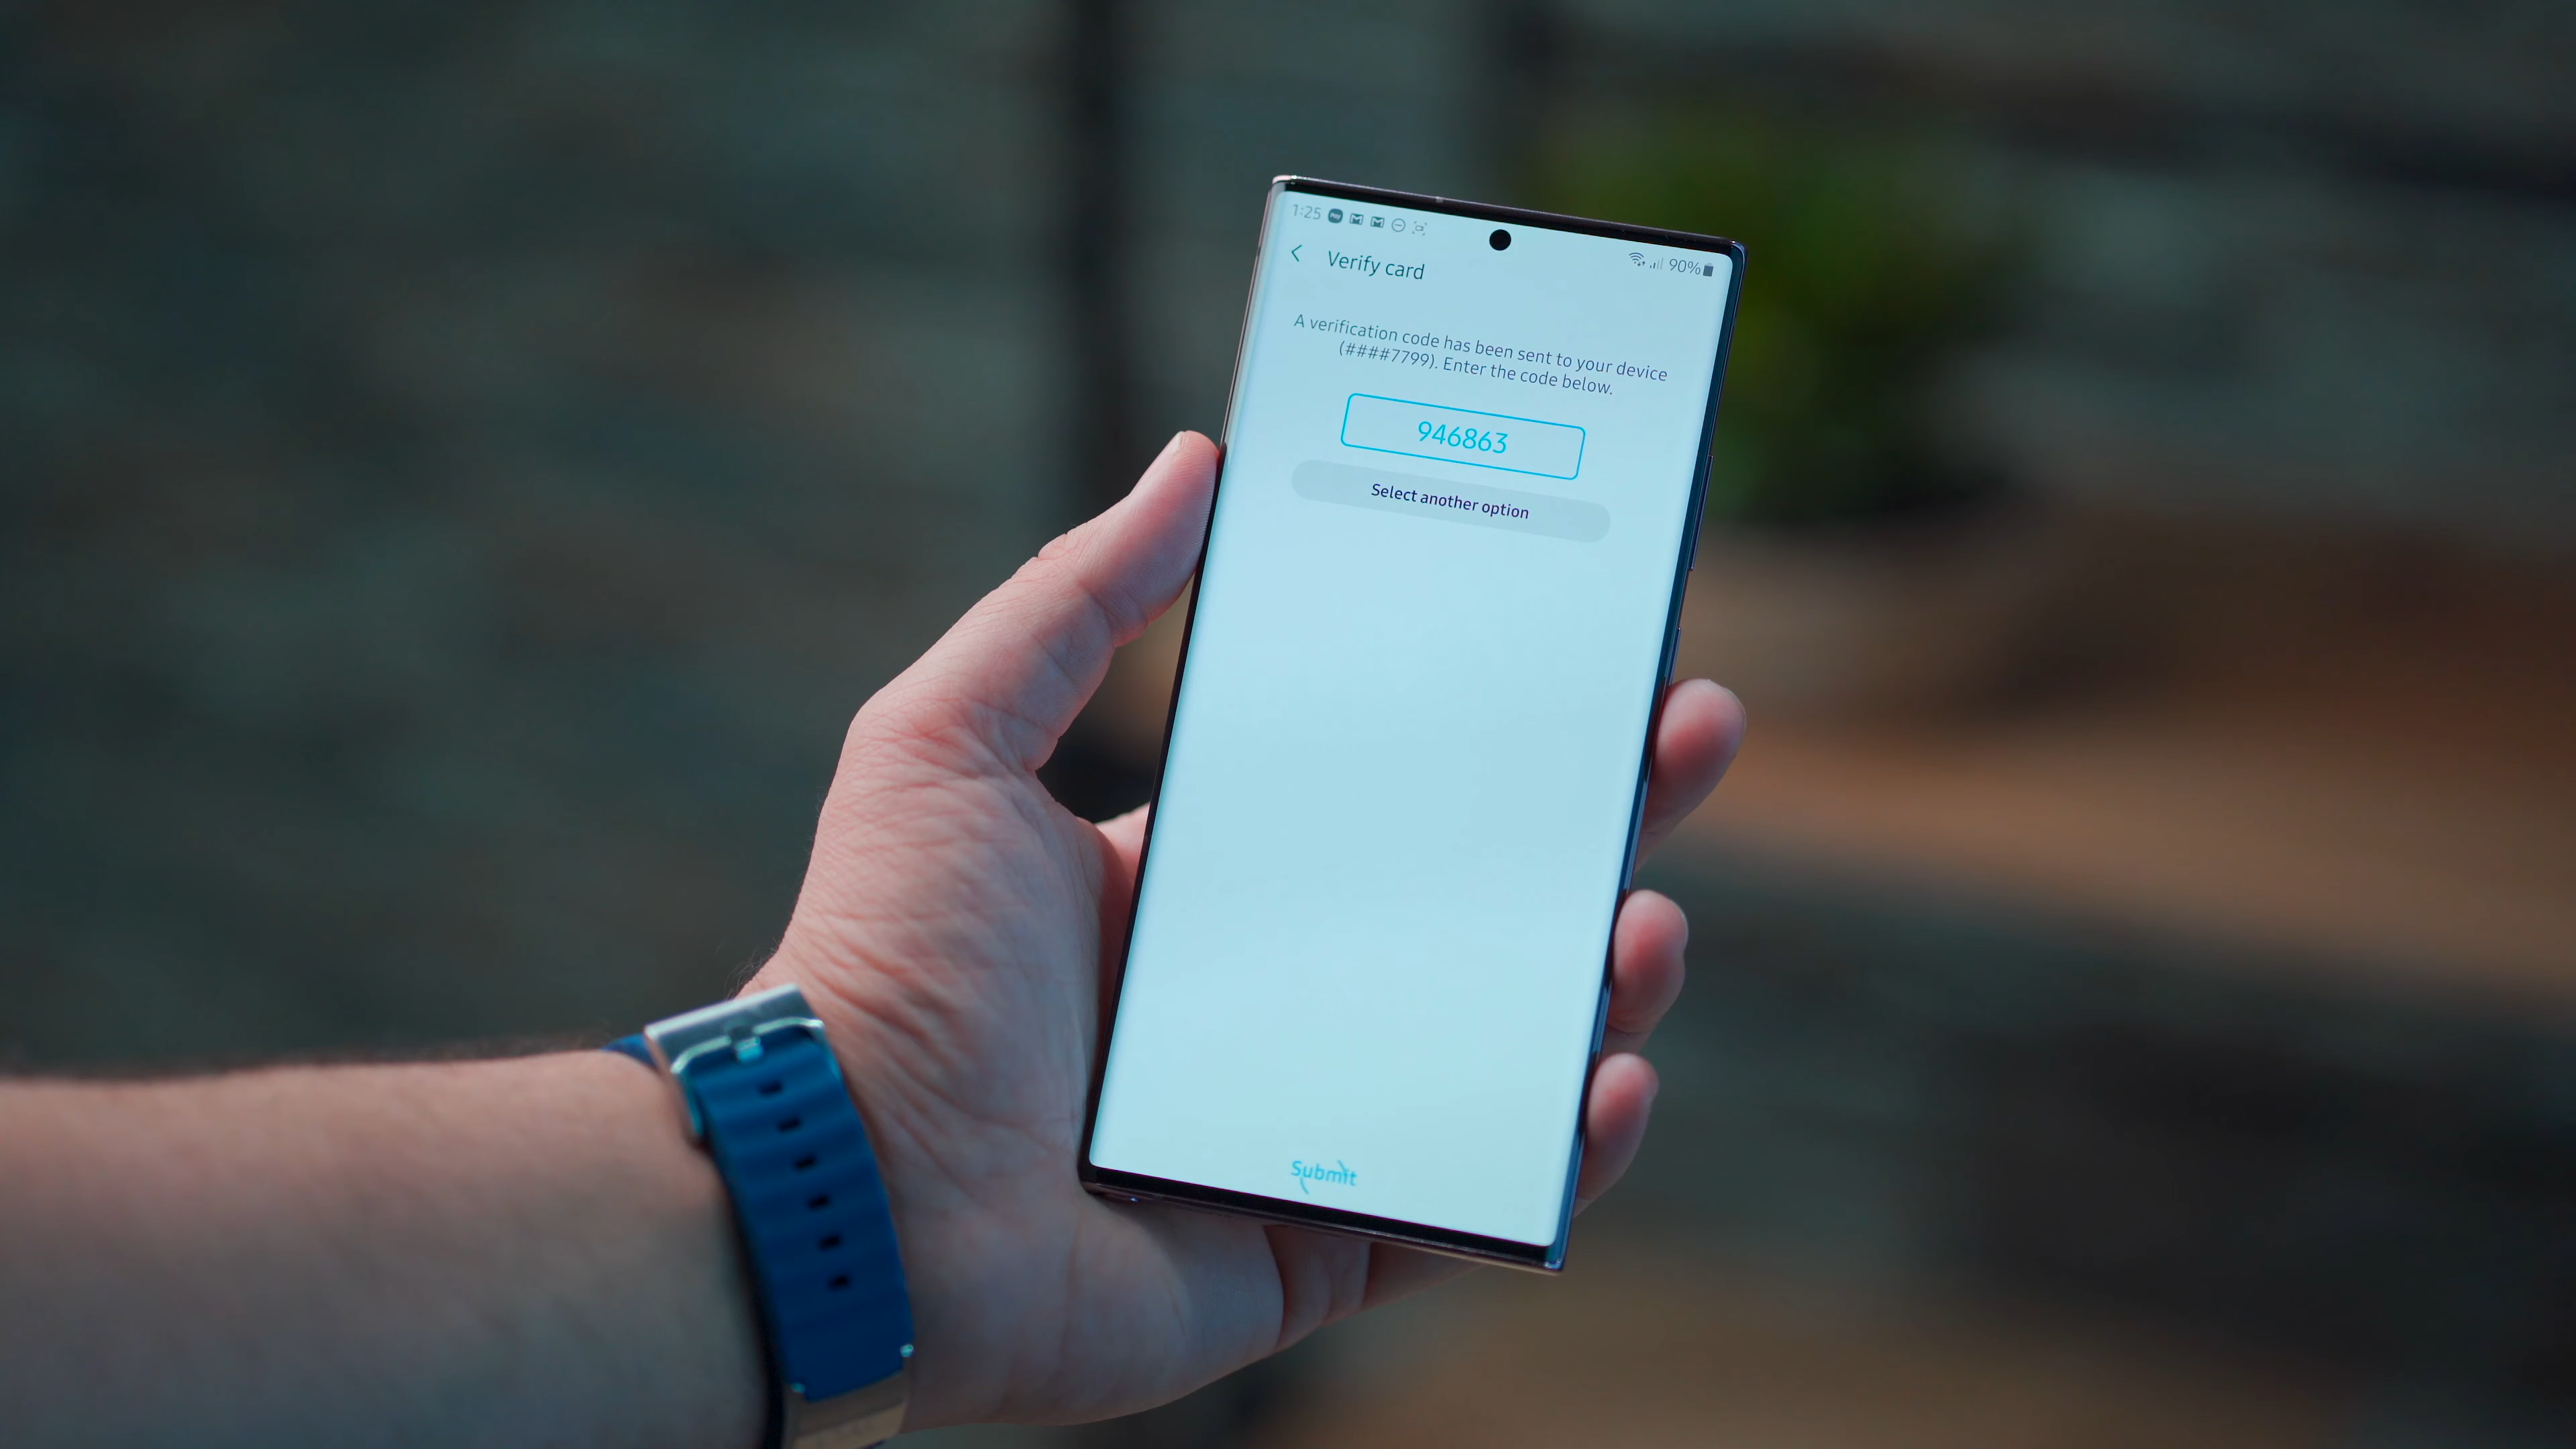 1:25
90%
Verify card
A verification code has been sent to your device
(####7799). Enter the code below.
946863
Select another option
Submit